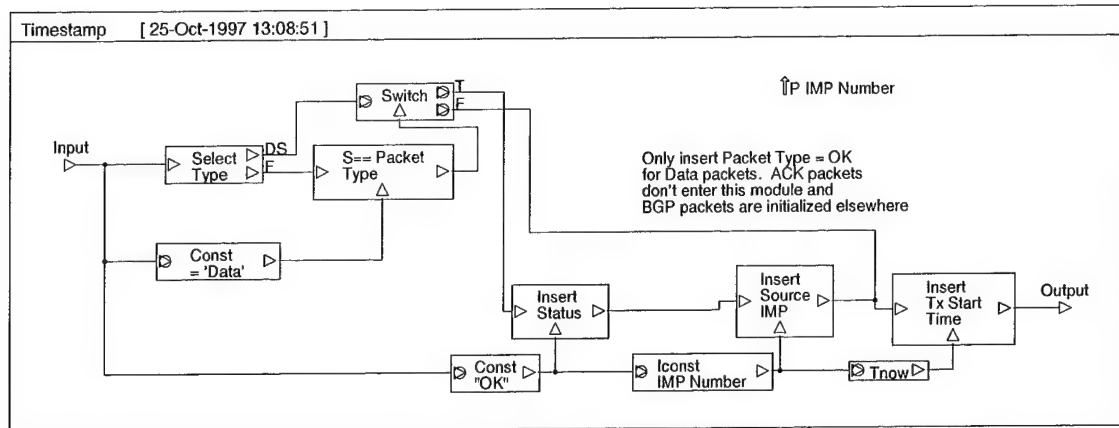 Timestamp [ 25-Oct-1997 13:08:51 ]
Switch
T
F
⇑P IMP Number
Input
Select
Type
DS
F
S== Packet
Type
Only insert Packet Type = OK
for Data packets. ACK packets
don't enter this module and
BGP packets are initialized elsewhere
Const
= 'Data'
Insert
Status
Insert
Source
IMP
Insert
Tx Start
Time
Output
Const
"OK"
Iconst
IMP Number
Tnow